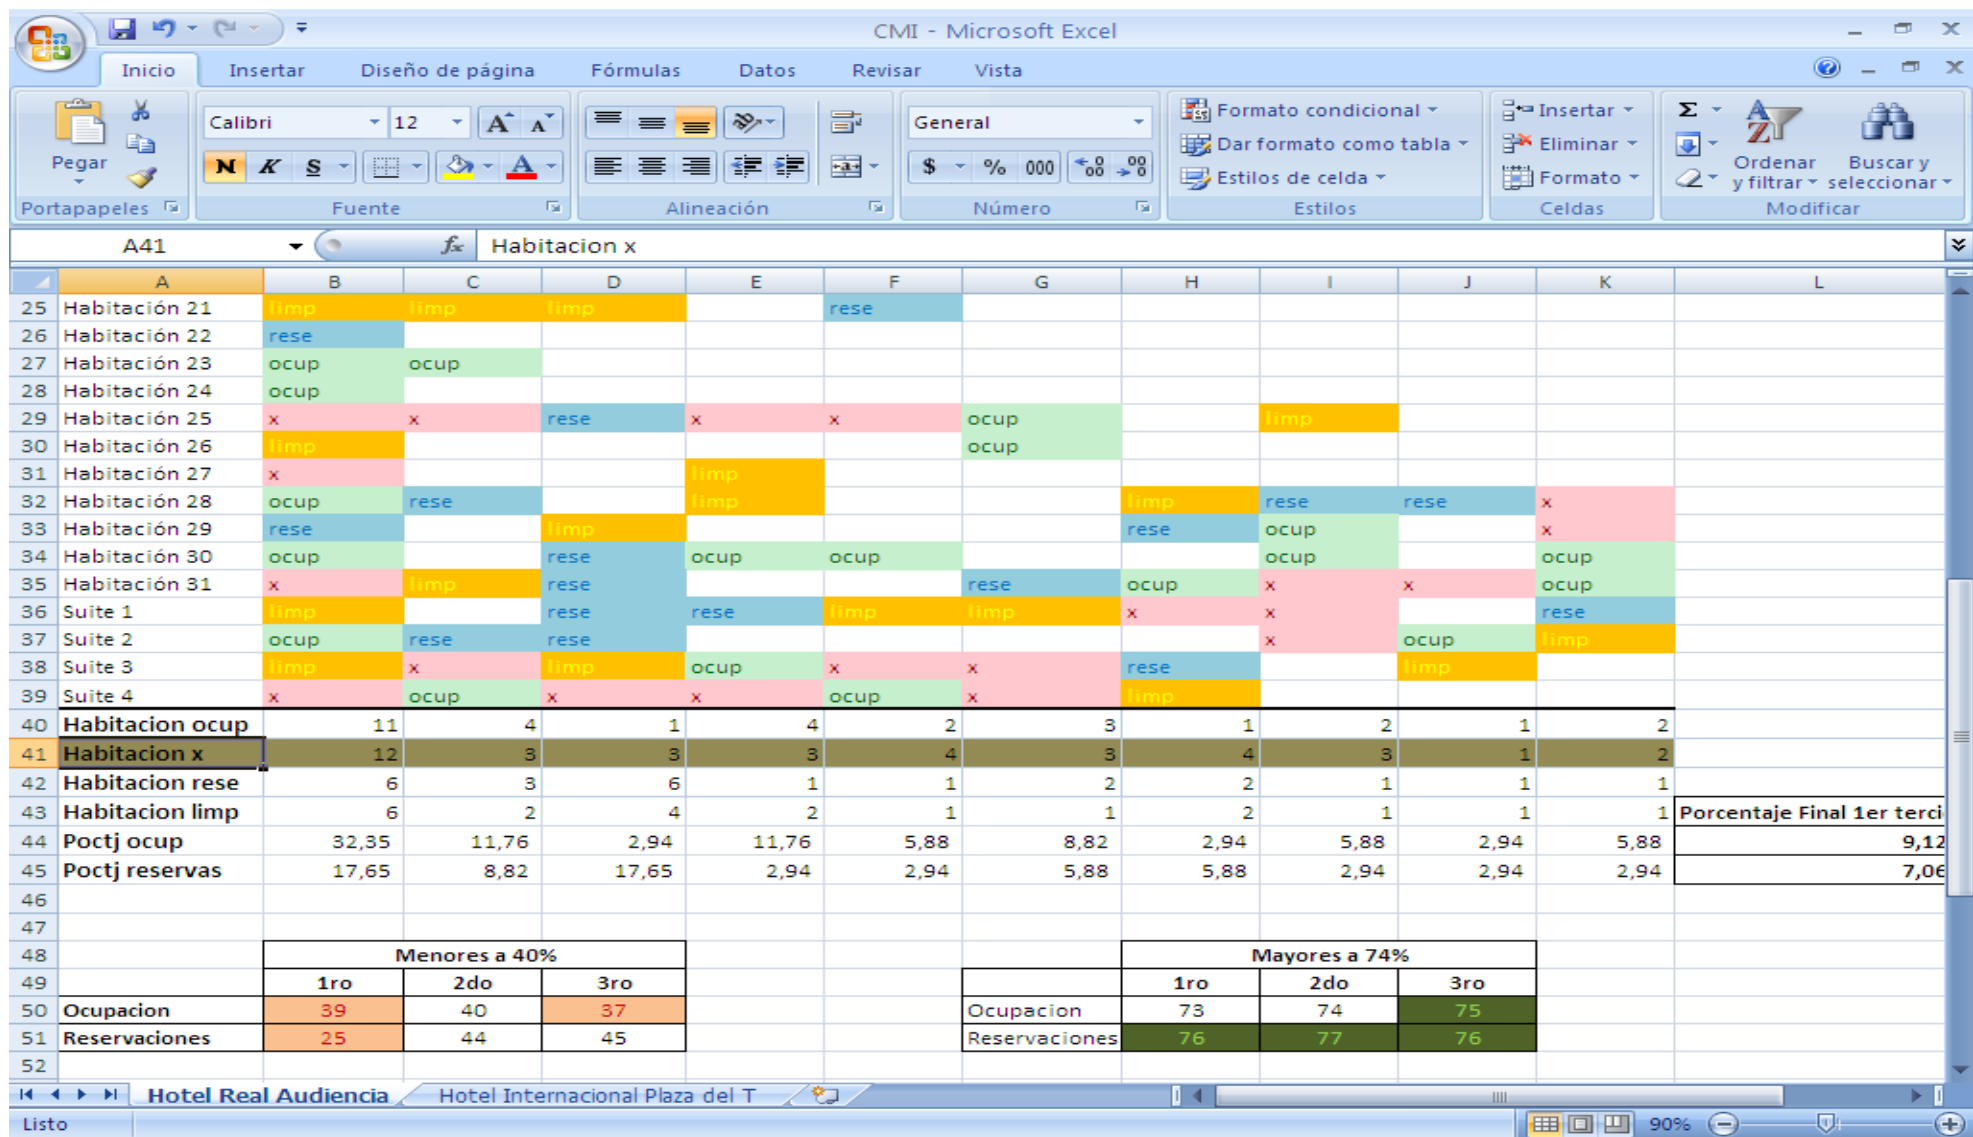 CMI - Microsoft Excel
Inicio Insertar Diseño de página Fórmulas Datos Revisar Vista
Calibri 12 A A General Formato condicional Insertar Σ
Pegar N K S A $ % 000 Dar formato como tabla Eliminar Ordenar y filtrar Buscar y seleccionar
Estilos de celda Formato
Portapapeles Fuente Alineación Número Estilos Celdas Modificar
A41 fx Habitacion x
A B C D E F G H I J K L
25 Habitación 21 limp limp limp rese
26 Habitación 22 rese
27 Habitación 23 ocup ocup
28 Habitación 24 ocup
29 Habitación 25 x x rese x x ocup limp
30 Habitación 26 limp ocup
31 Habitación 27 x limp
32 Habitación 28 ocup rese limp limp rese rese x
33 Habitación 29 rese limp rese ocup x
34 Habitación 30 ocup rese ocup ocup ocup ocup
35 Habitación 31 x limp rese rese ocup x x ocup
36 Suite 1 limp rese rese limp limp x x rese
37 Suite 2 ocup rese rese x ocup limp
38 Suite 3 limp x limp ocup x x rese limp
39 Suite 4 x ocup x x ocup x limp
40 Habitacion ocup 11 4 1 4 2 3 1 2 1 2
41 Habitacion x 12 3 3 3 4 3 4 3 1 2
42 Habitacion rese 6 3 6 1 1 2 2 1 1 1
43 Habitacion limp 6 2 4 2 1 1 2 1 1 1 Porcentaje Final 1er terci
44 Poctj ocup 32,35 11,76 2,94 11,76 5,88 8,82 2,94 5,88 2,94 5,88 9,12
45 Poctj reservas 17,65 8,82 17,65 2,94 2,94 5,88 5,88 2,94 2,94 2,94 7,06
46
47
48 Menores a 40% Mayores a 74%
49 1ro 2do 3ro 1ro 2do 3ro
50 Ocupacion 39 40 37 Ocupacion 73 74 75
51 Reservaciones 25 44 45 Reservaciones 76 77 76
52
Hotel Real Audiencia Hotel Internacional Plaza del T
Listo 90%